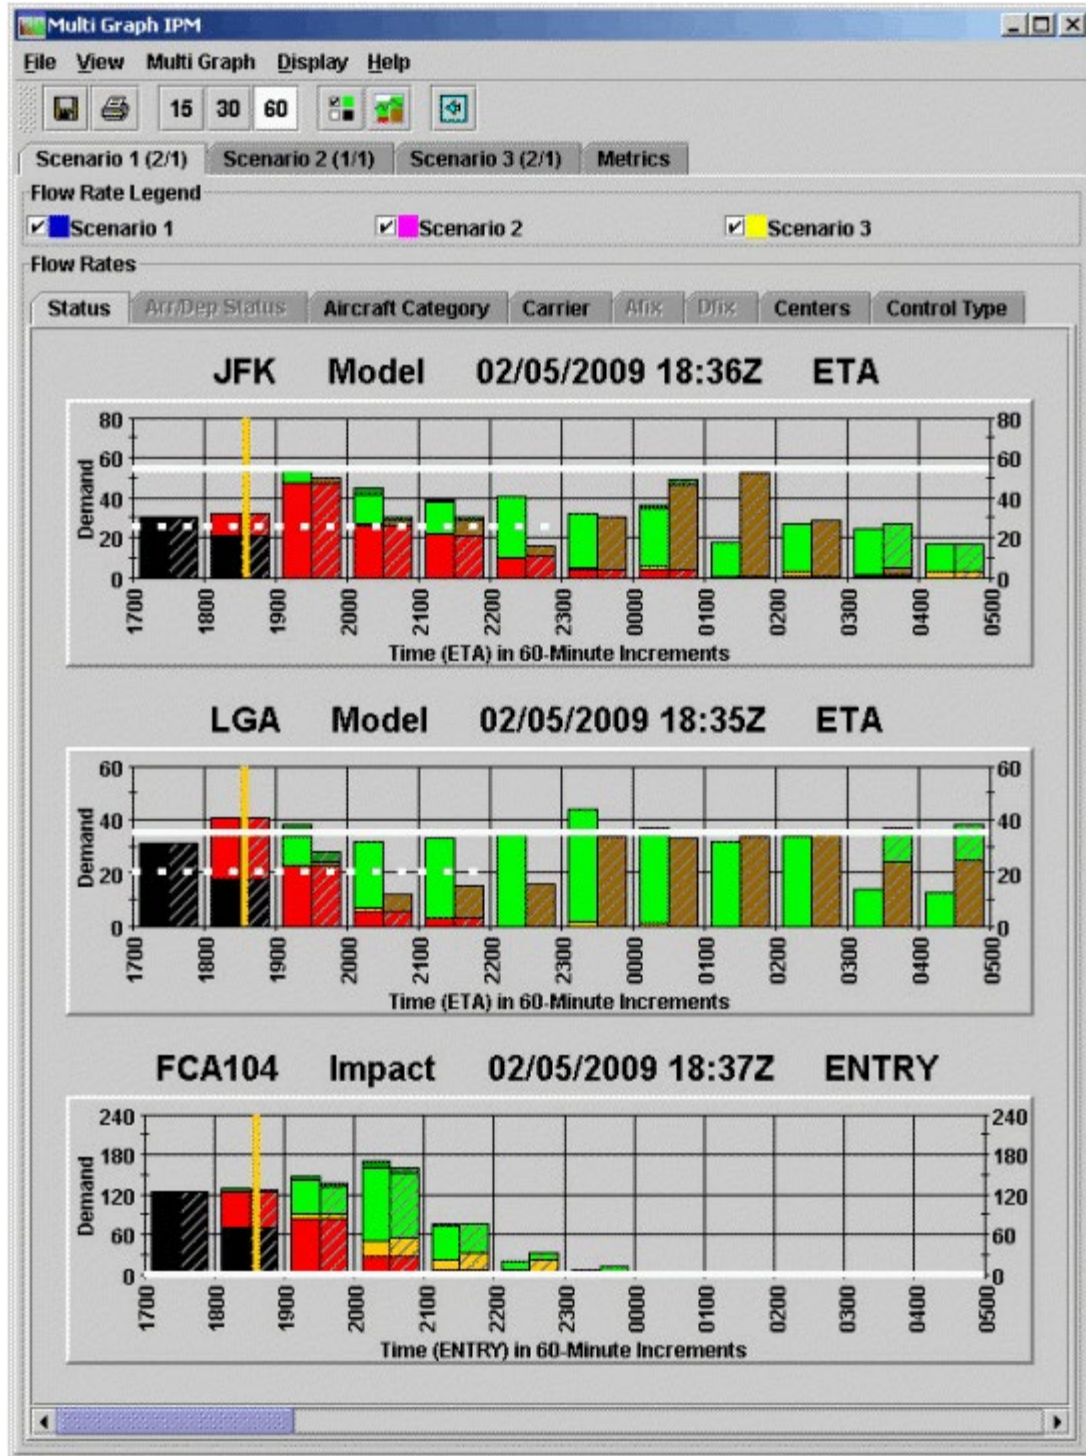 Multi Graph IPM
File View Multi Graph Display Help
15 30 60
Scenario 1 (2/1) Scenario 2 (1/1) Scenario 3 (2/1) Metrics
Flow Rate Legend
Scenario 1 Scenario 2 Scenario 3
Flow Rates
Status Arr/Dep Status Aircraft Category Carrier Afix Dfix Centers Control Type
JFK Model 02/05/2009 18:36Z ETA
80 80
60 60
40 40
20 20
0 0
Demand
1700 1800 1900 2000 2100 2200 2300 0000 0100 0200 0300 0400 0500
Time (ETA) in 60-Minute Increments
LGA Model 02/05/2009 18:35Z ETA
60 60
40 40
20 20
0 0
Demand
1700 1800 1900 2000 2100 2200 2300 0000 0100 0200 0300 0400 0500
Time (ETA) in 60-Minute Increments
FCA104 Impact 02/05/2009 18:37Z ENTRY
240 240
180 180
120 120
60 60
0 0
Demand
1700 1800 1900 2000 2100 2200 2300 0000 0100 0200 0300 0400 0500
Time (ENTRY) in 60-Minute Increments